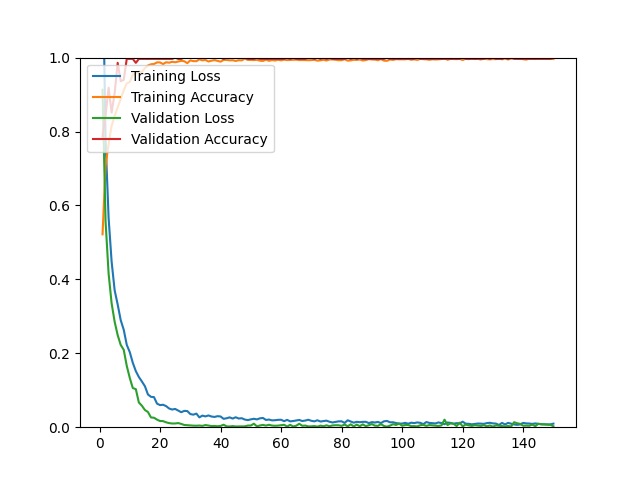 1.0
0.8
0.6
0.4
0.2
0.0
Training Loss
Training Accuracy
Validation Loss
Validation Accuracy
0 20 40 60 80 100 120 140